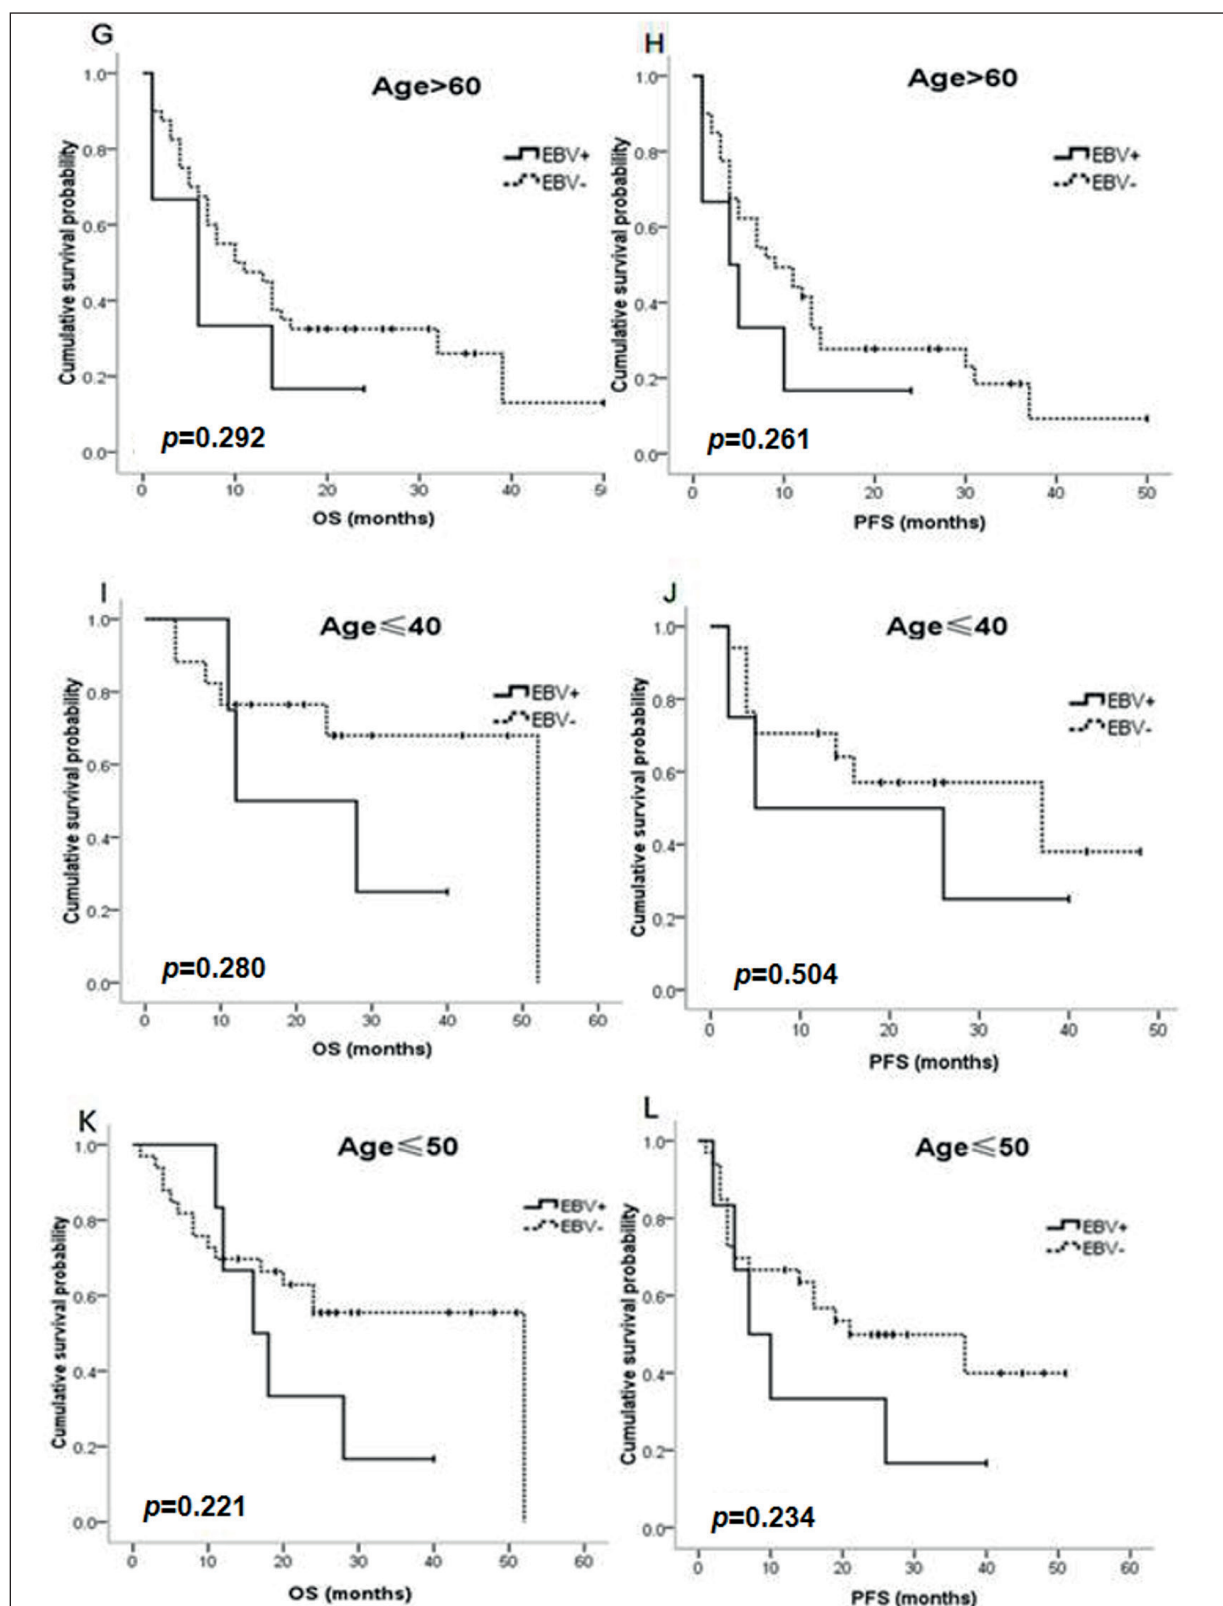 G
Age>60
1.0
0.8
0.6
0.4
0.2
0.0
Cumulative survival probability
EBV+
EBV-
p=0.292
0 10 20 30 40 50
OS (months)
H
Age>60
1.0
0.8
0.6
0.4
0.2
0.0
Cumulative survival probability
EBV+
EBV-
p=0.261
0 10 20 30 40 50
PFS (months)
I
Age≤40
1.0
0.8
0.6
0.4
0.2
0.0
Cumulative survival probability
EBV+
EBV-
p=0.280
0 10 20 30 40 50 60
OS (months)
J
Age≤40
1.0
0.8
0.6
0.4
0.2
0.0
Cumulative survival probability
EBV+
EBV-
p=0.504
0 10 20 30 40 50
PFS (months)
K
Age≤50
1.0
0.8
0.6
0.4
0.2
0.0
Cumulative survival probability
EBV+
EBV-
p=0.221
0 10 20 30 40 50 60
OS (months)
L
Age≤50
1.0
0.8
0.6
0.4
0.2
0.0
Cumulative survival probability
EBV+
EBV-
p=0.234
0 10 20 30 40 50 60
PFS (months)